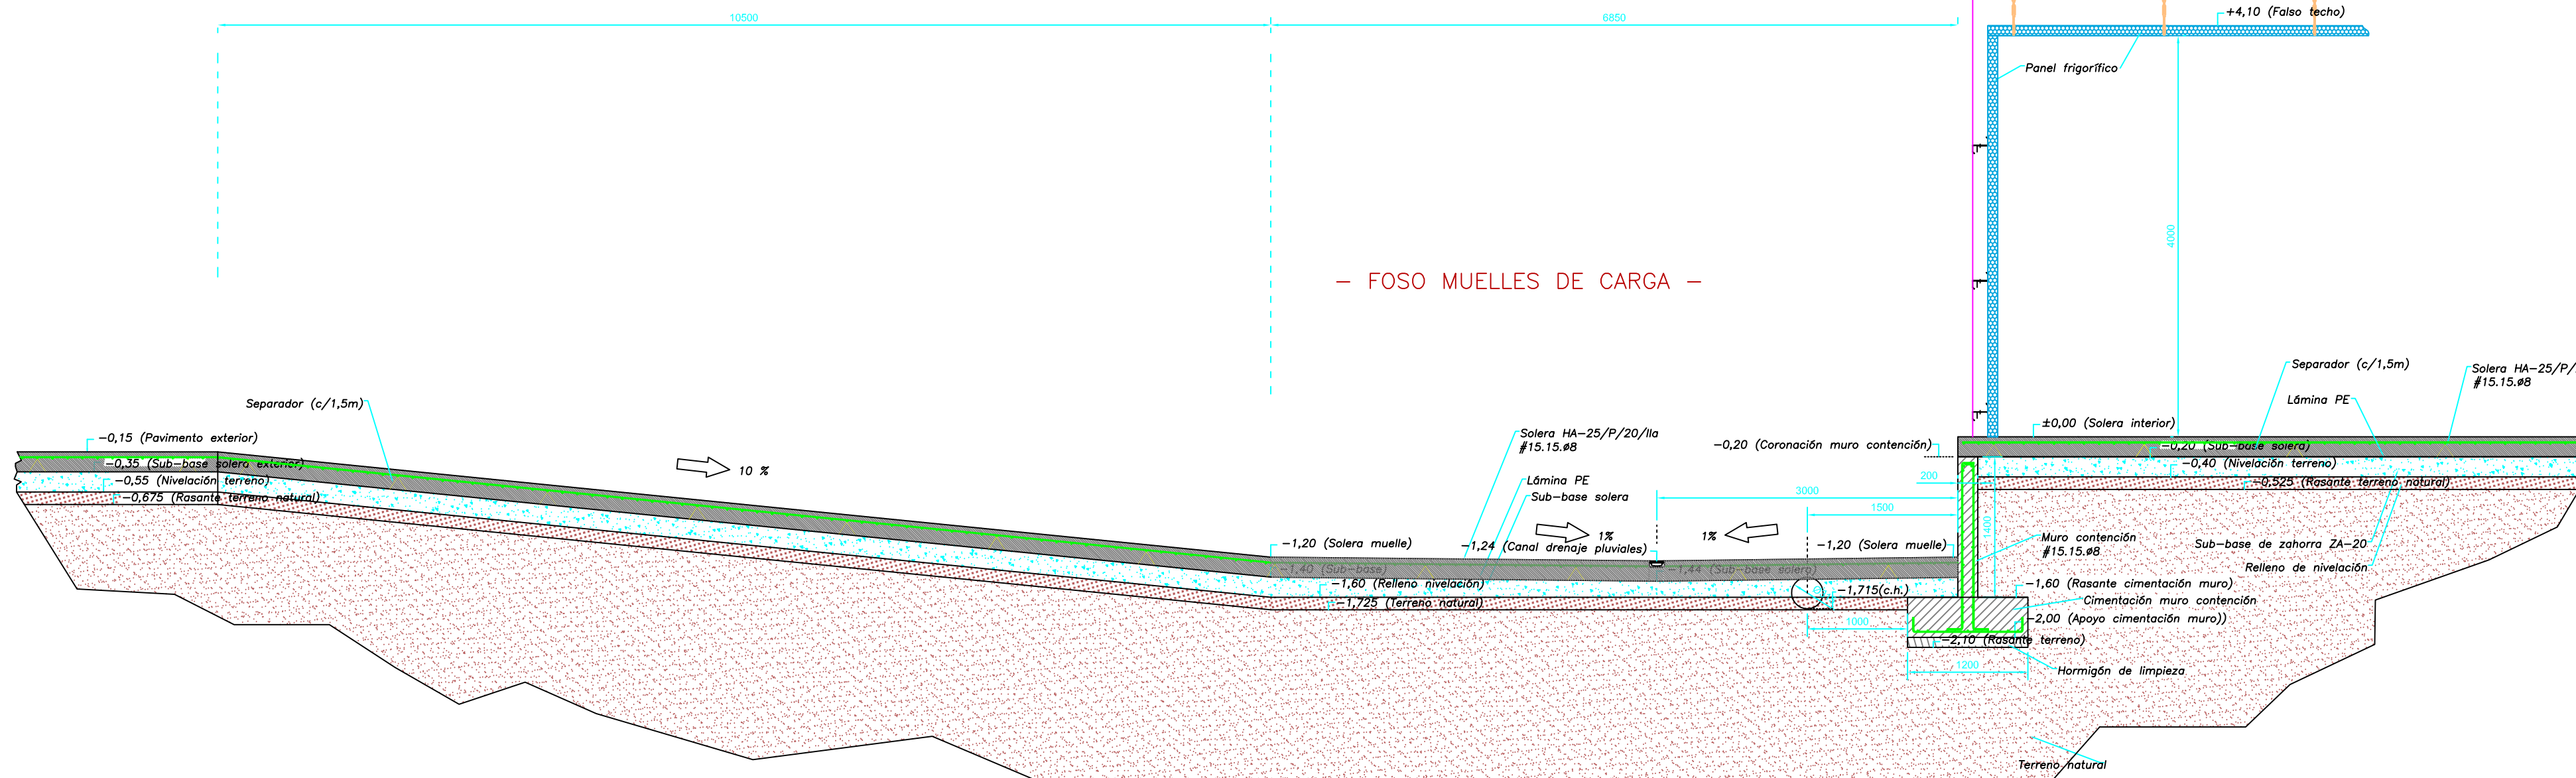 10500
6850
+4,10 (Falso techo)
Panel frigorífico
4000
- FOSO MUELLES DE CARGA -
Separador (c/1,5m)
Separador (c/1,5m)
Solera HA-25/P/
#15.15.ø8
Lámina PE
-0,15 (Pavimento exterior)
-0,35 (Sub-base solera exterior)
-0,55 (Nivelación terreno)
-0,675 (Rasante terreno natural)
10 %
Solera HA-25/P/20/IIa
#15.15.ø8
Lámina PE
Sub-base solera
-0,20 (Coronación muro contención)
±0,00 (Solera interior)
-0,20 (Sub-base solera)
-0,40 (Nivelación terreno)
-0,525 (Rasante terreno natural)
200
3000
1500
1400
1%
1%
-1,20 (Solera muelle)
-1,24 (Canal drenaje pluviales)
-1,20 (Solera muelle)
-1,40 (Sub-base)
-1,44 (Sub-base solera)
-1,60 (Relleno nivelación)
-1,725 (Terreno natural)
-1,715(c.h.)
Muro contención
#15.15.ø8
Sub-base de zahorra ZA-20
Relleno de nivelación
-1,60 (Rasante cimentación muro)
Cimentación muro contención
-2,00 (Apoyo cimentación muro))
-2,10 (Rasante terreno)
1000
1200
Hormigón de limpieza
Terreno natural